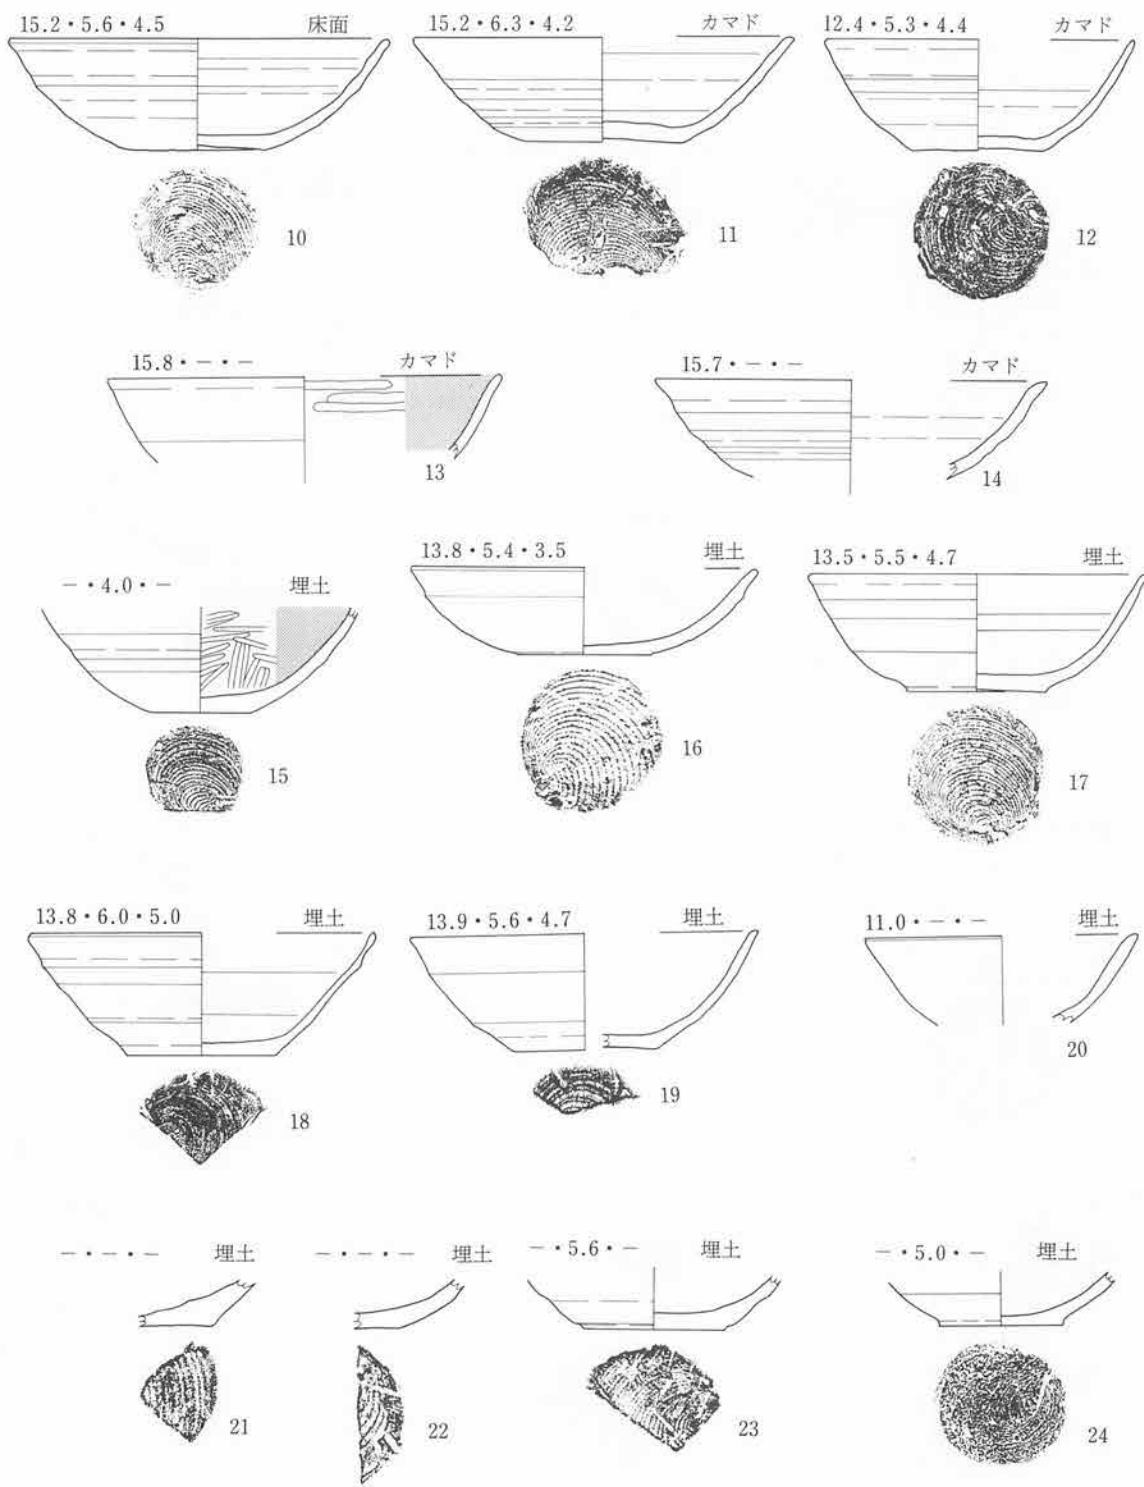 15.2・5.6・4.5 床面
15.2・6.3・4.2 カマド
12.4・5.3・4.4 カマド
10
11
12
15.8・－・－ カマド
15.7・－・－ カマド
13
14
－・4.0・－ 埋土
13.8・5.4・3.5 埋土
13.5・5.5・4.7 埋土
15
16
17
13.8・6.0・5.0 埋土
13.9・5.6・4.7 埋土
11.0・－・－ 埋土
18
19
20
－・－・－ 埋土
－・－・－ 埋土
－・5.6・－ 埋土
－・5.0・－ 埋土
21
22
23
24